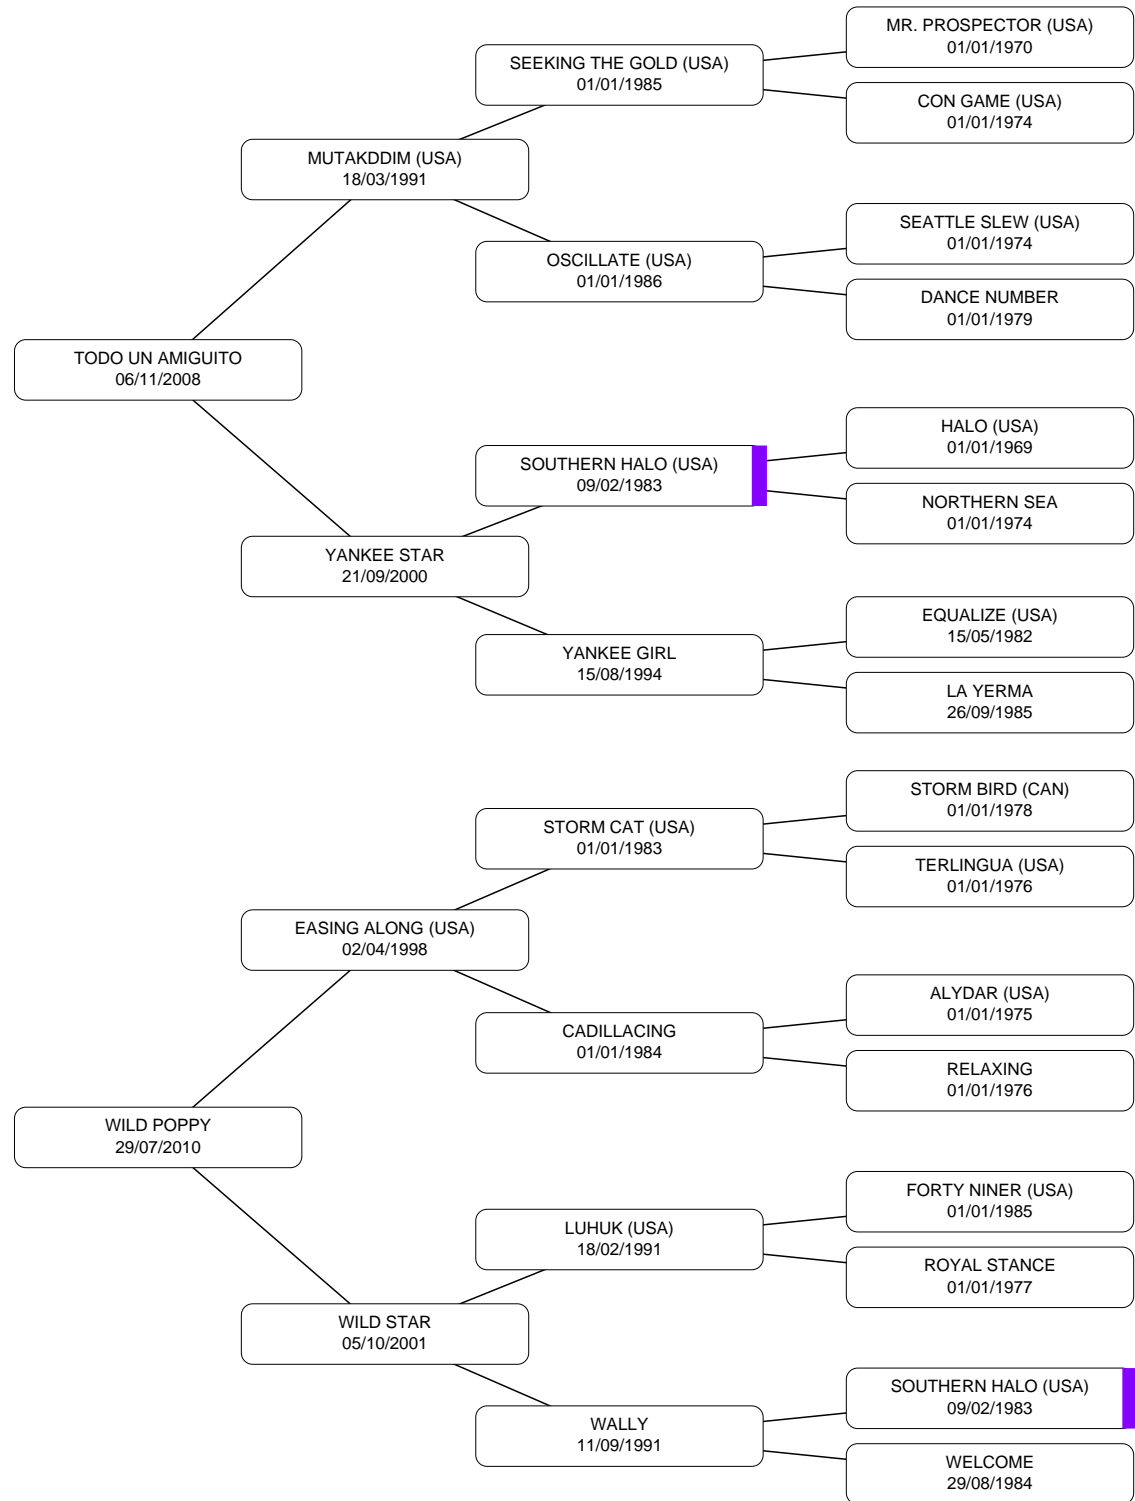 MR. PROSPECTOR (USA)
01/01/1970
SEEKING THE GOLD (USA)
01/01/1985
CON GAME (USA)
01/01/1974
MUTAKDDIM (USA)
18/03/1991
SEATTLE SLEW (USA)
01/01/1974
OSCILLATE (USA)
01/01/1986
DANCE NUMBER
01/01/1979
TODO UN AMIGUITO
06/11/2008
HALO (USA)
01/01/1969
SOUTHERN HALO (USA)
09/02/1983
NORTHERN SEA
01/01/1974
YANKEE STAR
21/09/2000
EQUALIZE (USA)
15/05/1982
YANKEE GIRL
15/08/1994
LA YERMA
26/09/1985
STORM BIRD (CAN)
01/01/1978
STORM CAT (USA)
01/01/1983
TERLINGUA (USA)
01/01/1976
EASING ALONG (USA)
02/04/1998
ALYDAR (USA)
01/01/1975
CADILLACING
01/01/1984
RELAXING
01/01/1976
WILD POPPY
29/07/2010
FORTY NINER (USA)
01/01/1985
LUHUK (USA)
18/02/1991
ROYAL STANCE
01/01/1977
WILD STAR
05/10/2001
SOUTHERN HALO (USA)
09/02/1983
WALLY
11/09/1991
WELCOME
29/08/1984